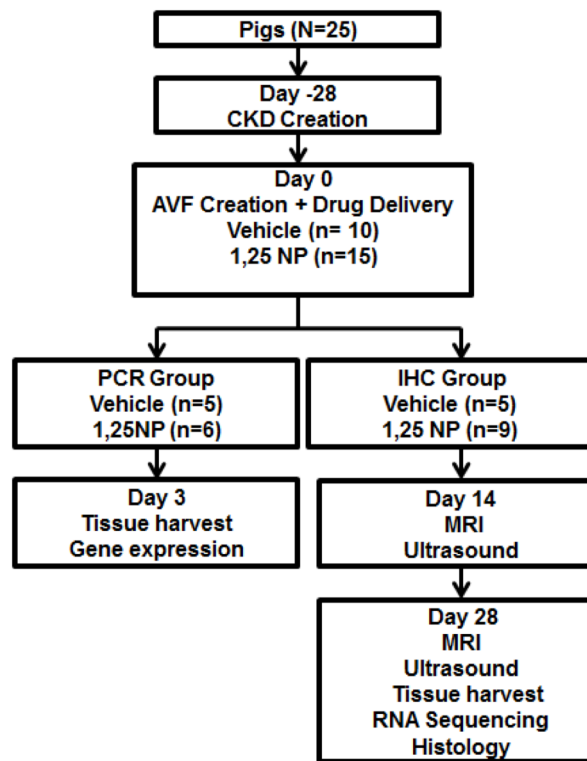 Pigs (N=25)
Day -28
CKD Creation
Day 0
AVF Creation + Drug Delivery
Vehicle (n= 10)
1,25 NP (n=15)
PCR Group
Vehicle (n=5)
1,25NP (n=6)
IHC Group
Vehicle (n=5)
1,25 NP (n=9)
Day 3
Tissue harvest
Gene expression
Day 14
MRI
Ultrasound
Day 28
MRI
Ultrasound
Tissue harvest
RNA Sequencing
Histology